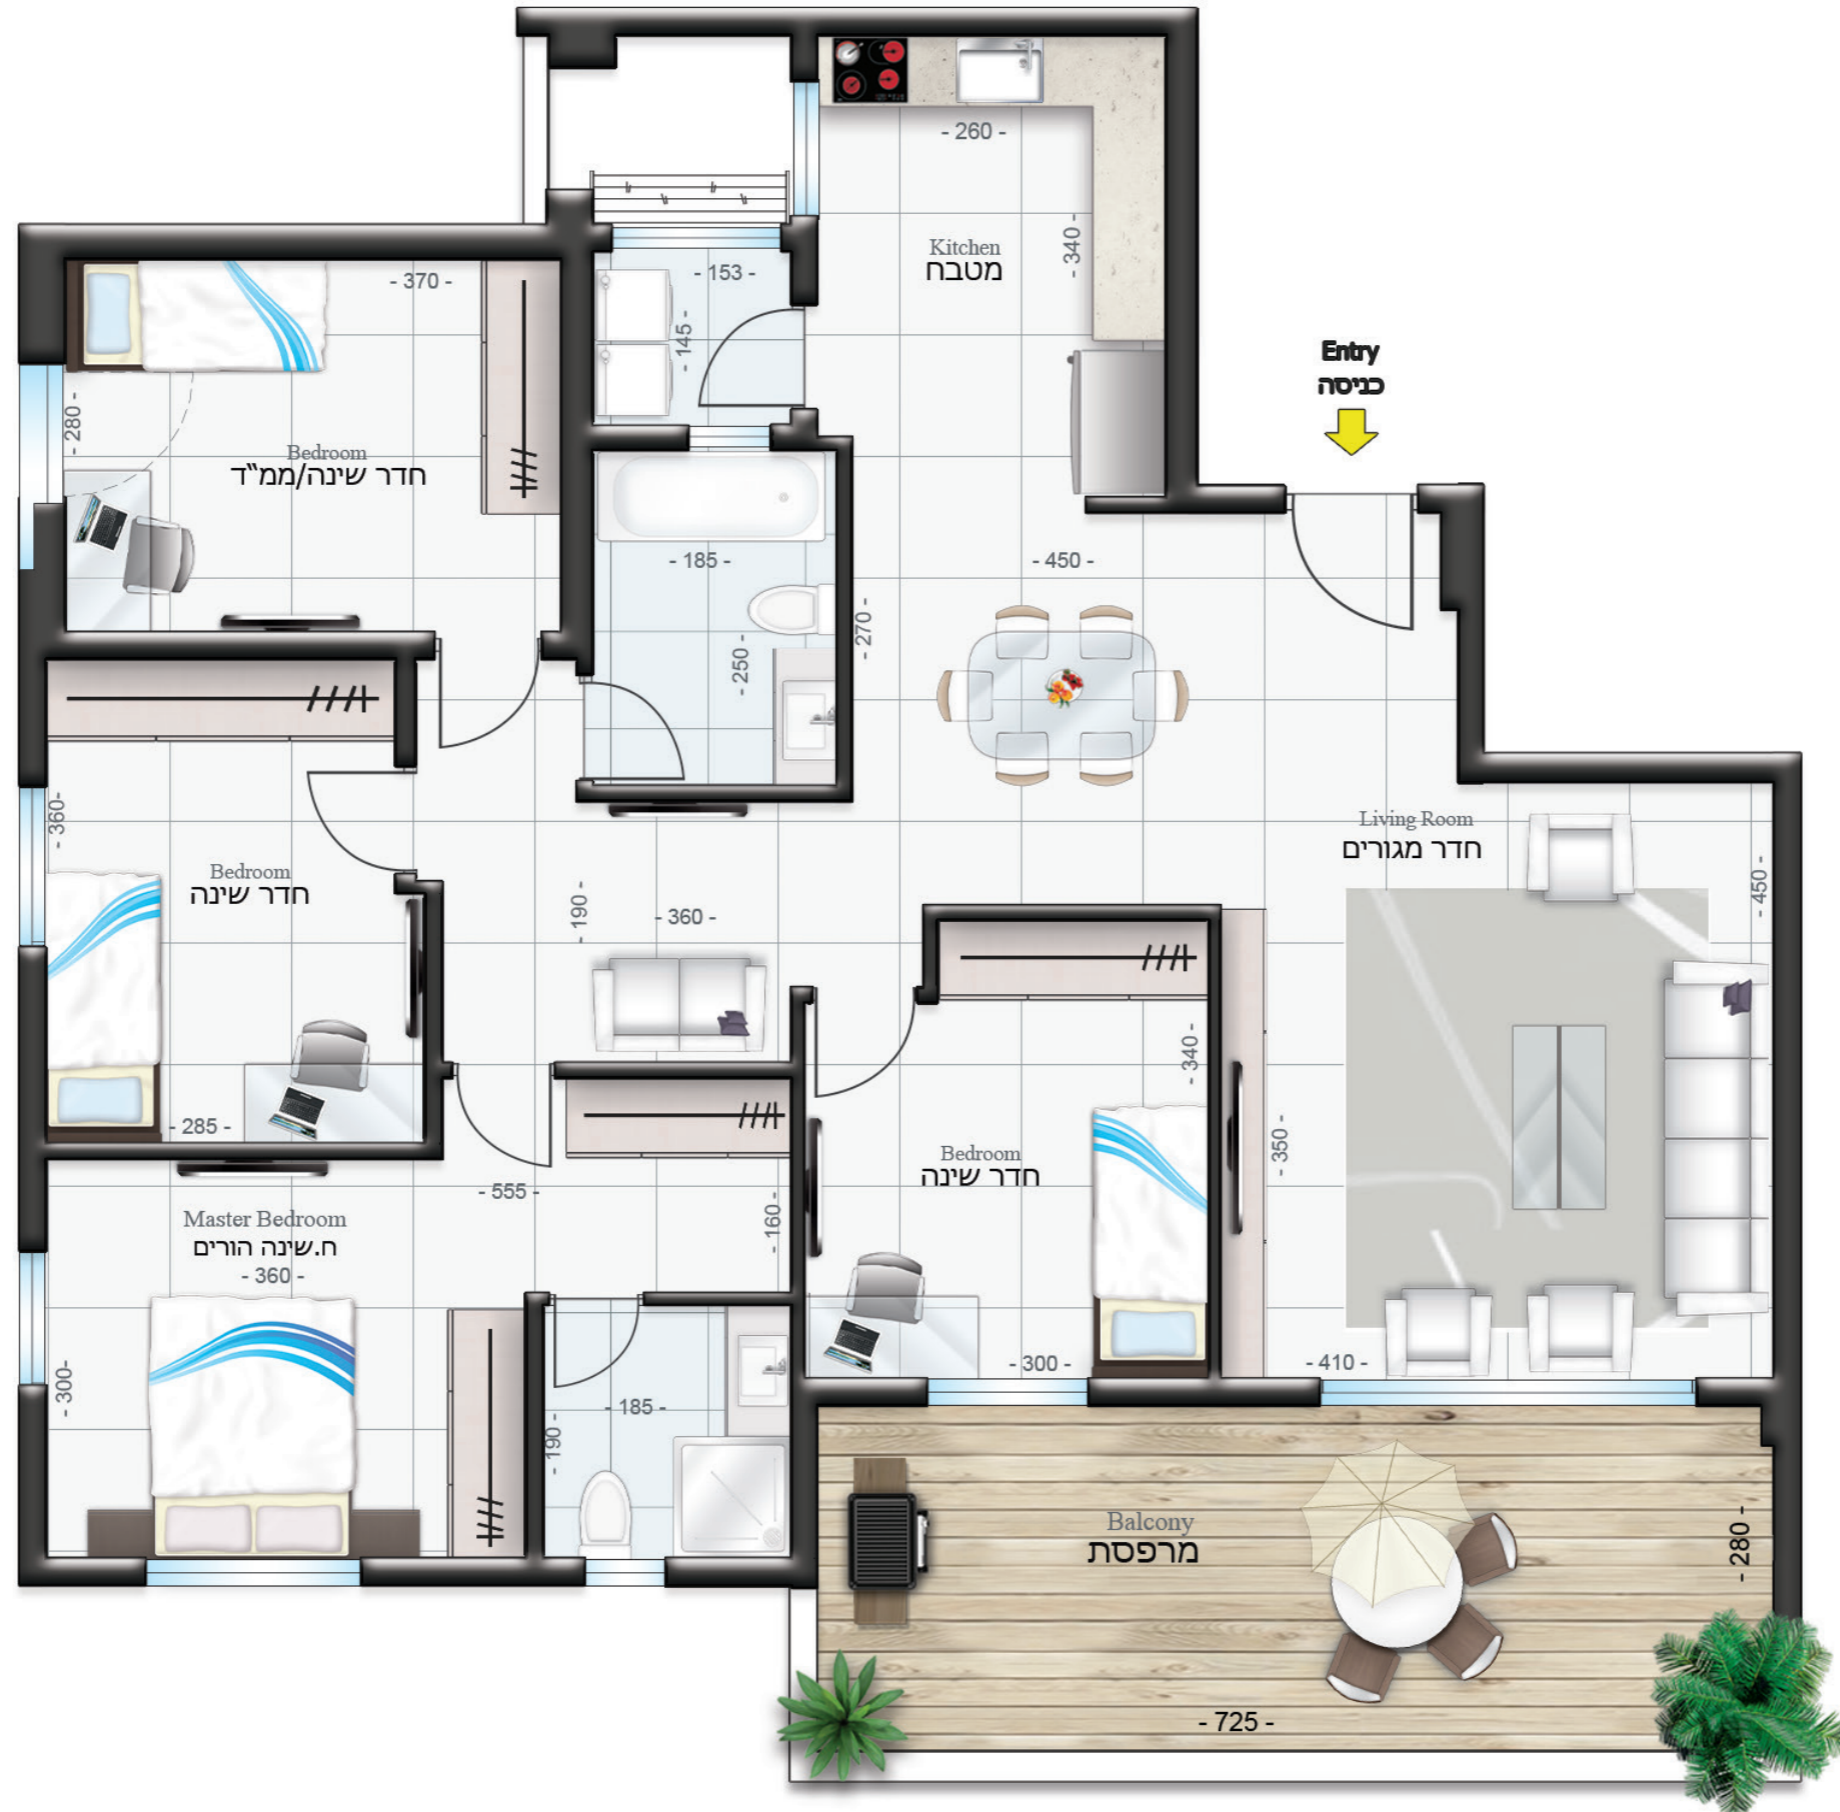 - 260 -
Kitchen
מטבח
- 340 -
- 153 -
- 145 -
- 370 -
- 280 -
Bedroom
חדר שינה/ממ"ד
Entry
כניסה
- 185 -
- 250 -
- 270 -
- 450 -
- 360 -
Bedroom
חדר שינה
- 285 -
- 190 -
- 360 -
Living Room
חדר מגורים
- 450 -
- 350 -
- 410 -
- 340 -
Bedroom
חדר שינה
- 300 -
- 555 -
- 160 -
Master Bedroom
ח.שינה הורים
- 360 -
- 300 -
- 185 -
- 190 -
Balcony
מרפסת
- 280 -
- 725 -